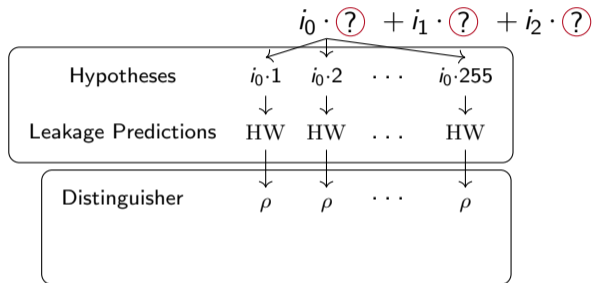 i₀ · ? + i₁ · ? + i₂ · ?
Hypotheses i₀·1 i₀·2 · · · i₀·255
Leakage Predictions HW HW . . . HW
Distinguisher ρ ρ · · · ρ